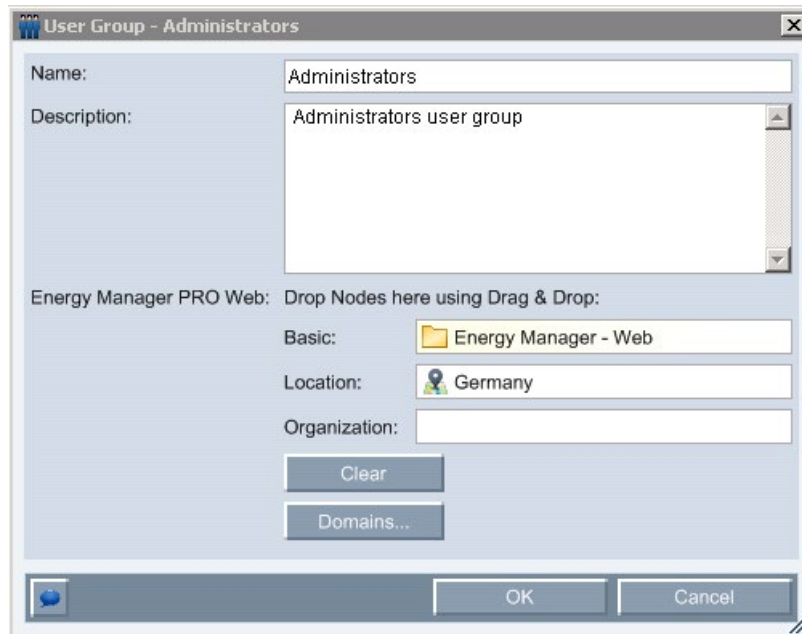 User Group - Administrators
Name: Administrators
Description: Administrators user group
Energy Manager PRO Web: Drop Nodes here using Drag & Drop:
Basic: Energy Manager - Web
Location: Germany
Organization:
Clear
Domains...
OK Cancel